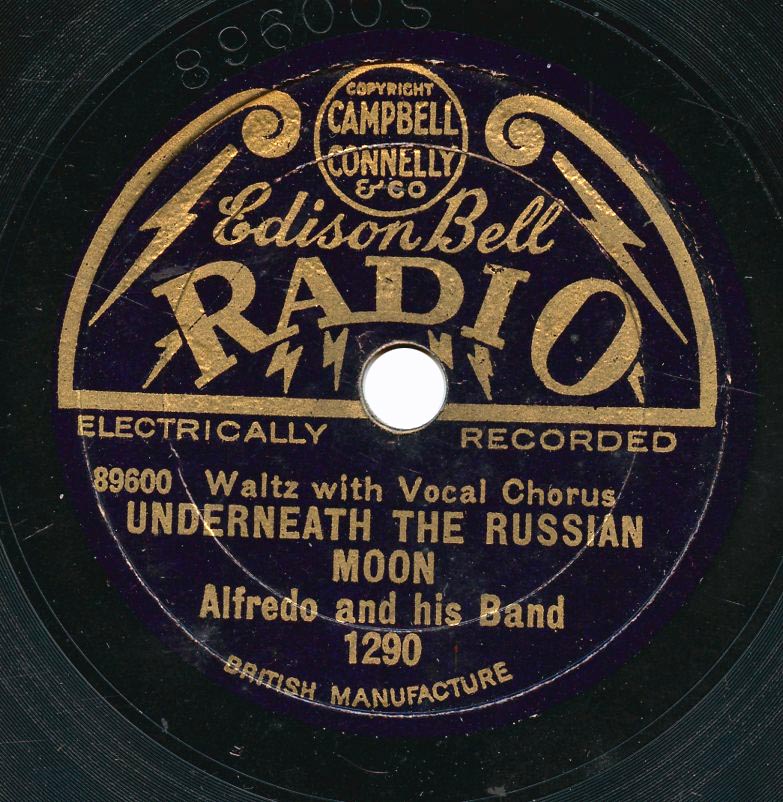 89600S
COPYRIGHT
CAMPBELL
CONNELLY
& CO
Edison Bell
RADIO
ELECTRICALLY RECORDED
89600 Waltz with Vocal Chorus
UNDERNEATH THE RUSSIAN
MOON
Alfredo and his Band
1290
BRITISH MANUFACTURE